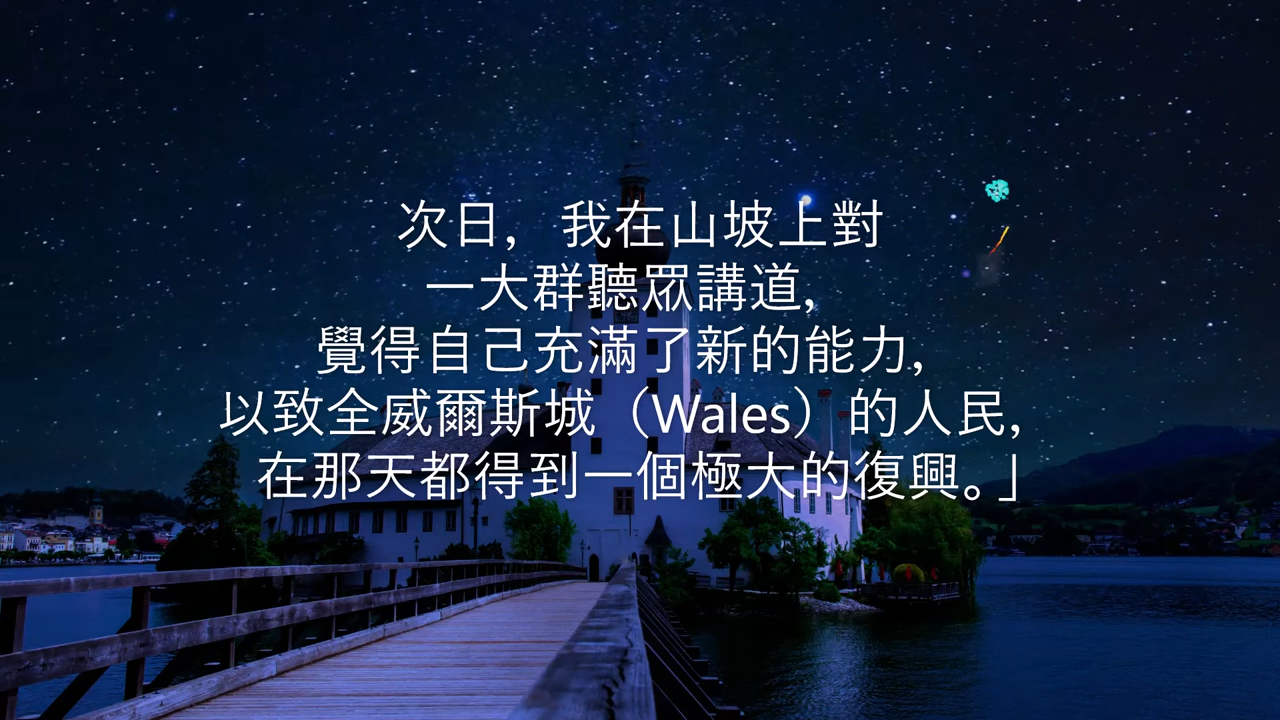 次日，我在山坡上對
一大群聽眾講道，
覺得自己充滿了新的能力，
以致全威爾斯城（Wales）的人民，
在那天都得到一個極大的復興。」